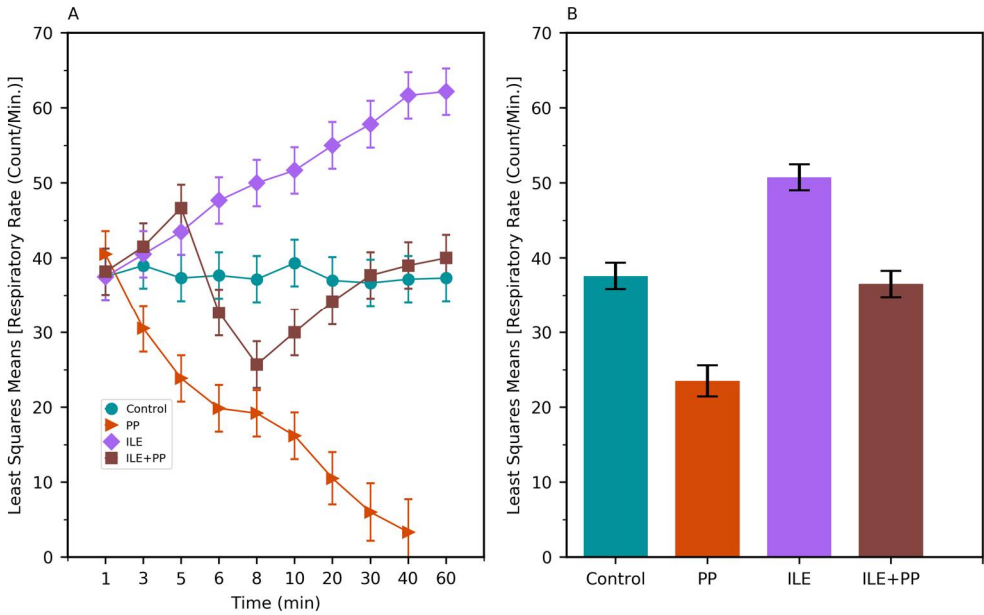 A
Least Squares Means [Respiratory Rate (Count/Min.)]
70
60
50
40
30
20
10
0
Control
PP
ILE
ILE+PP
1 3 5 6 8 10 20 30 40 60
Time (min)
B
Least Squares Means [Respiratory Rate (Count/Min.)]
70
60
50
40
30
20
10
0
Control PP ILE ILE+PP